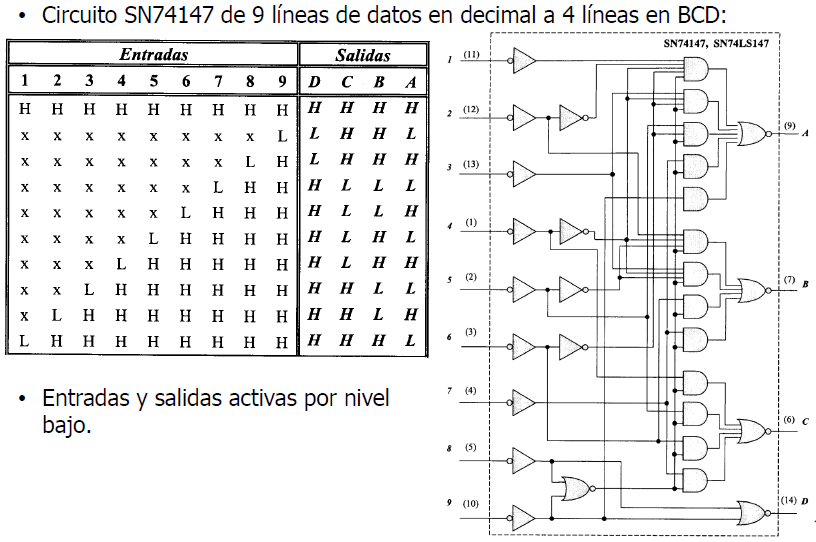 • Circuito SN74147 de 9 líneas de datos en decimal a 4 líneas en BCD:
Entradas Salidas
1 2 3 4 5 6 7 8 9 D C B A
H H H H H H H H H H H H H
x x x x x x x x L L H H L
x x x x x x x L H L H H H
x x x x x x L H H H L L L
x x x x x L H H H H L L H
x x x x L H H H H H L H L
x x x L H H H H H H L H H
x x L H H H H H H H H L L
x L H H H H H H H H H L H
L H H H H H H H H H H H L
• Entradas y salidas activas por nivel
bajo.
SN74147, SN74LS147
1 (11)
2 (12)
3 (13)
4 (1)
5 (2)
6 (3)
7 (4)
8 (5)
9 (10)
(9) A
(7) B
(6) C
(14) D